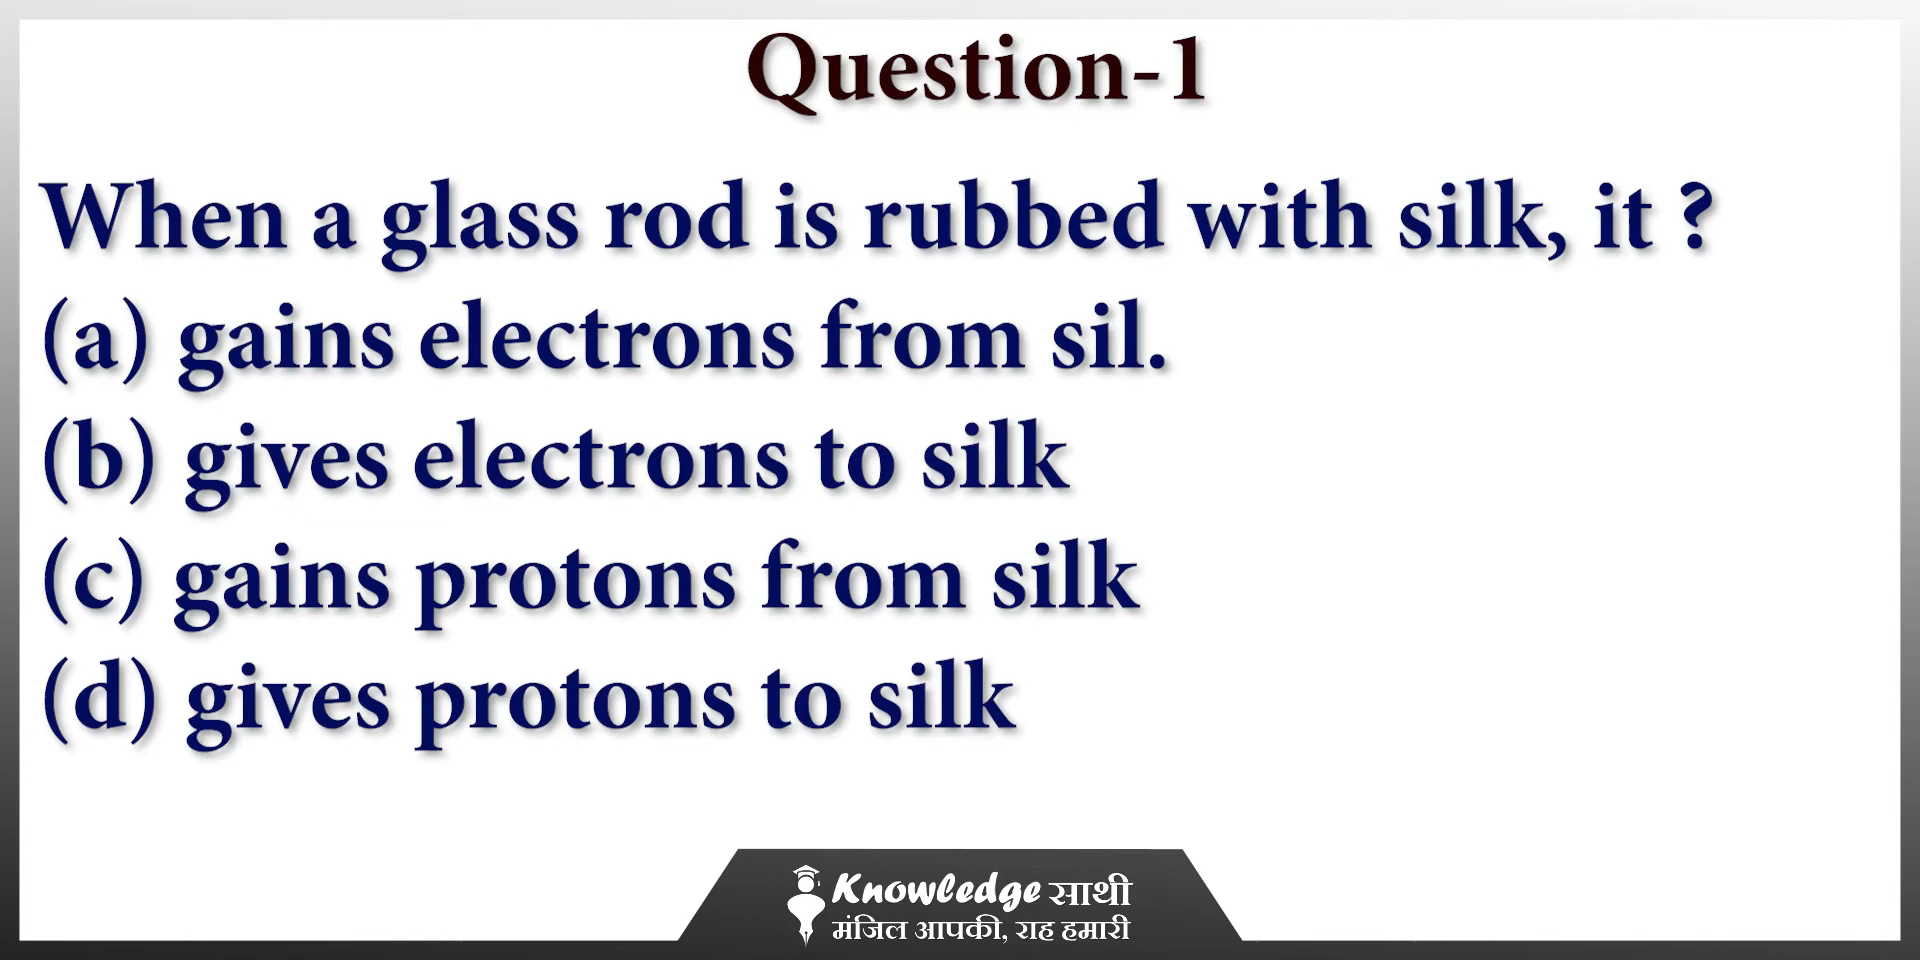 Question-1
When a glass rod is rubbed with silk, it ?
(a) gains electrons from sil.
(b) gives electrons to silk
(c) gains protons from silk
(d) gives protons to silk
Knowledge साथी
मंजिल आपकी, राह हमारी